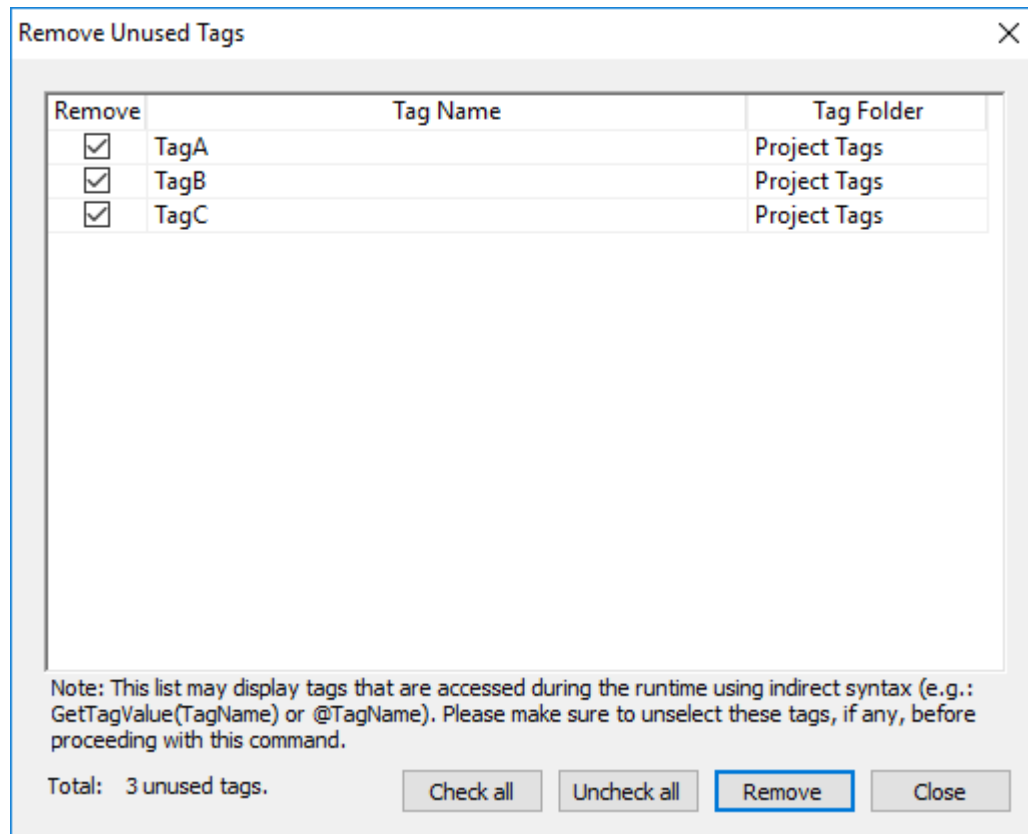 Remove Unused Tags
Remove Tag Name Tag Folder
TagA Project Tags
TagB Project Tags
TagC Project Tags
Note: This list may display tags that are accessed during the runtime using indirect syntax (e.g.:
GetTagValue(TagName) or @TagName). Please make sure to unselect these tags, if any, before
proceeding with this command.
Total: 3 unused tags. Check all Uncheck all Remove Close